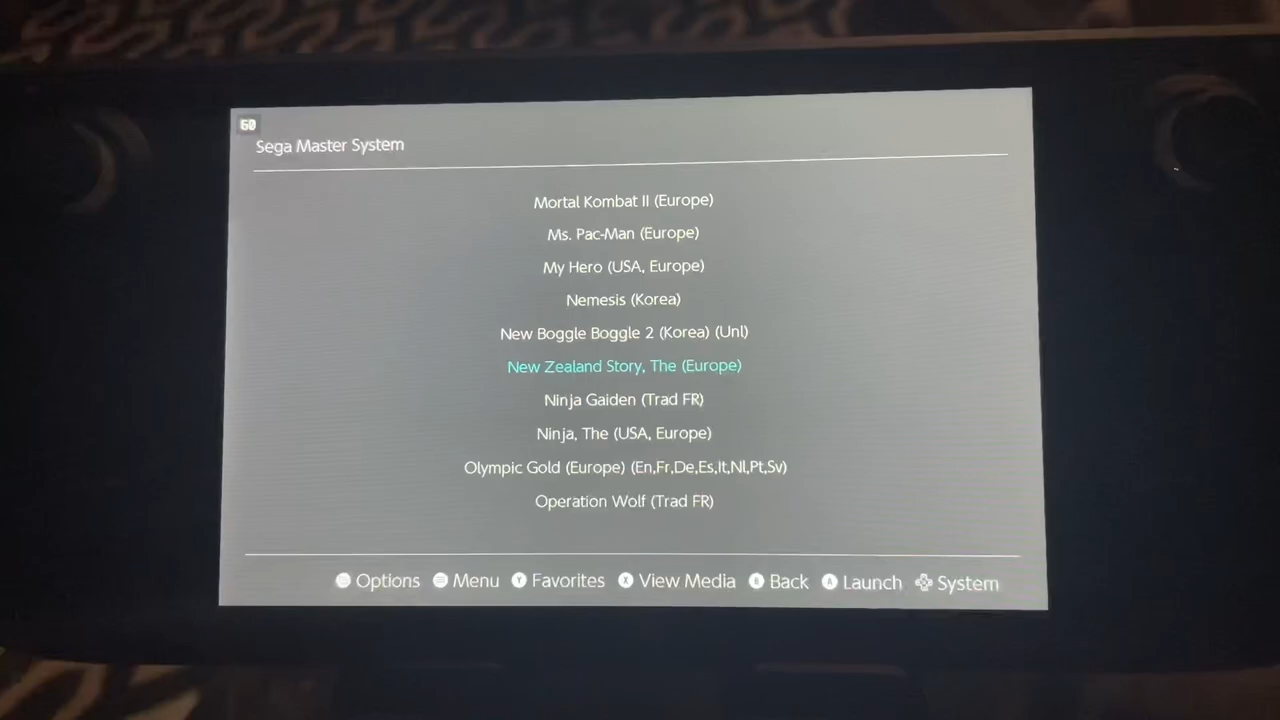 60
Sega Master System
Mortal Kombat II (Europe)
Ms. Pac-Man (Europe)
My Hero (USA, Europe)
Nemesis (Korea)
New Boggle Boggle 2 (Korea) (Unl)
New Zealand Story, The (Europe)
Ninja Gaiden (Trad FR)
Ninja, The (USA, Europe)
Olympic Gold (Europe) (En,Fr,De,Es,It,Nl,Pt,Sv)
Operation Wolf (Trad FR)
Options Menu Y Favorites X View Media B Back A Launch System